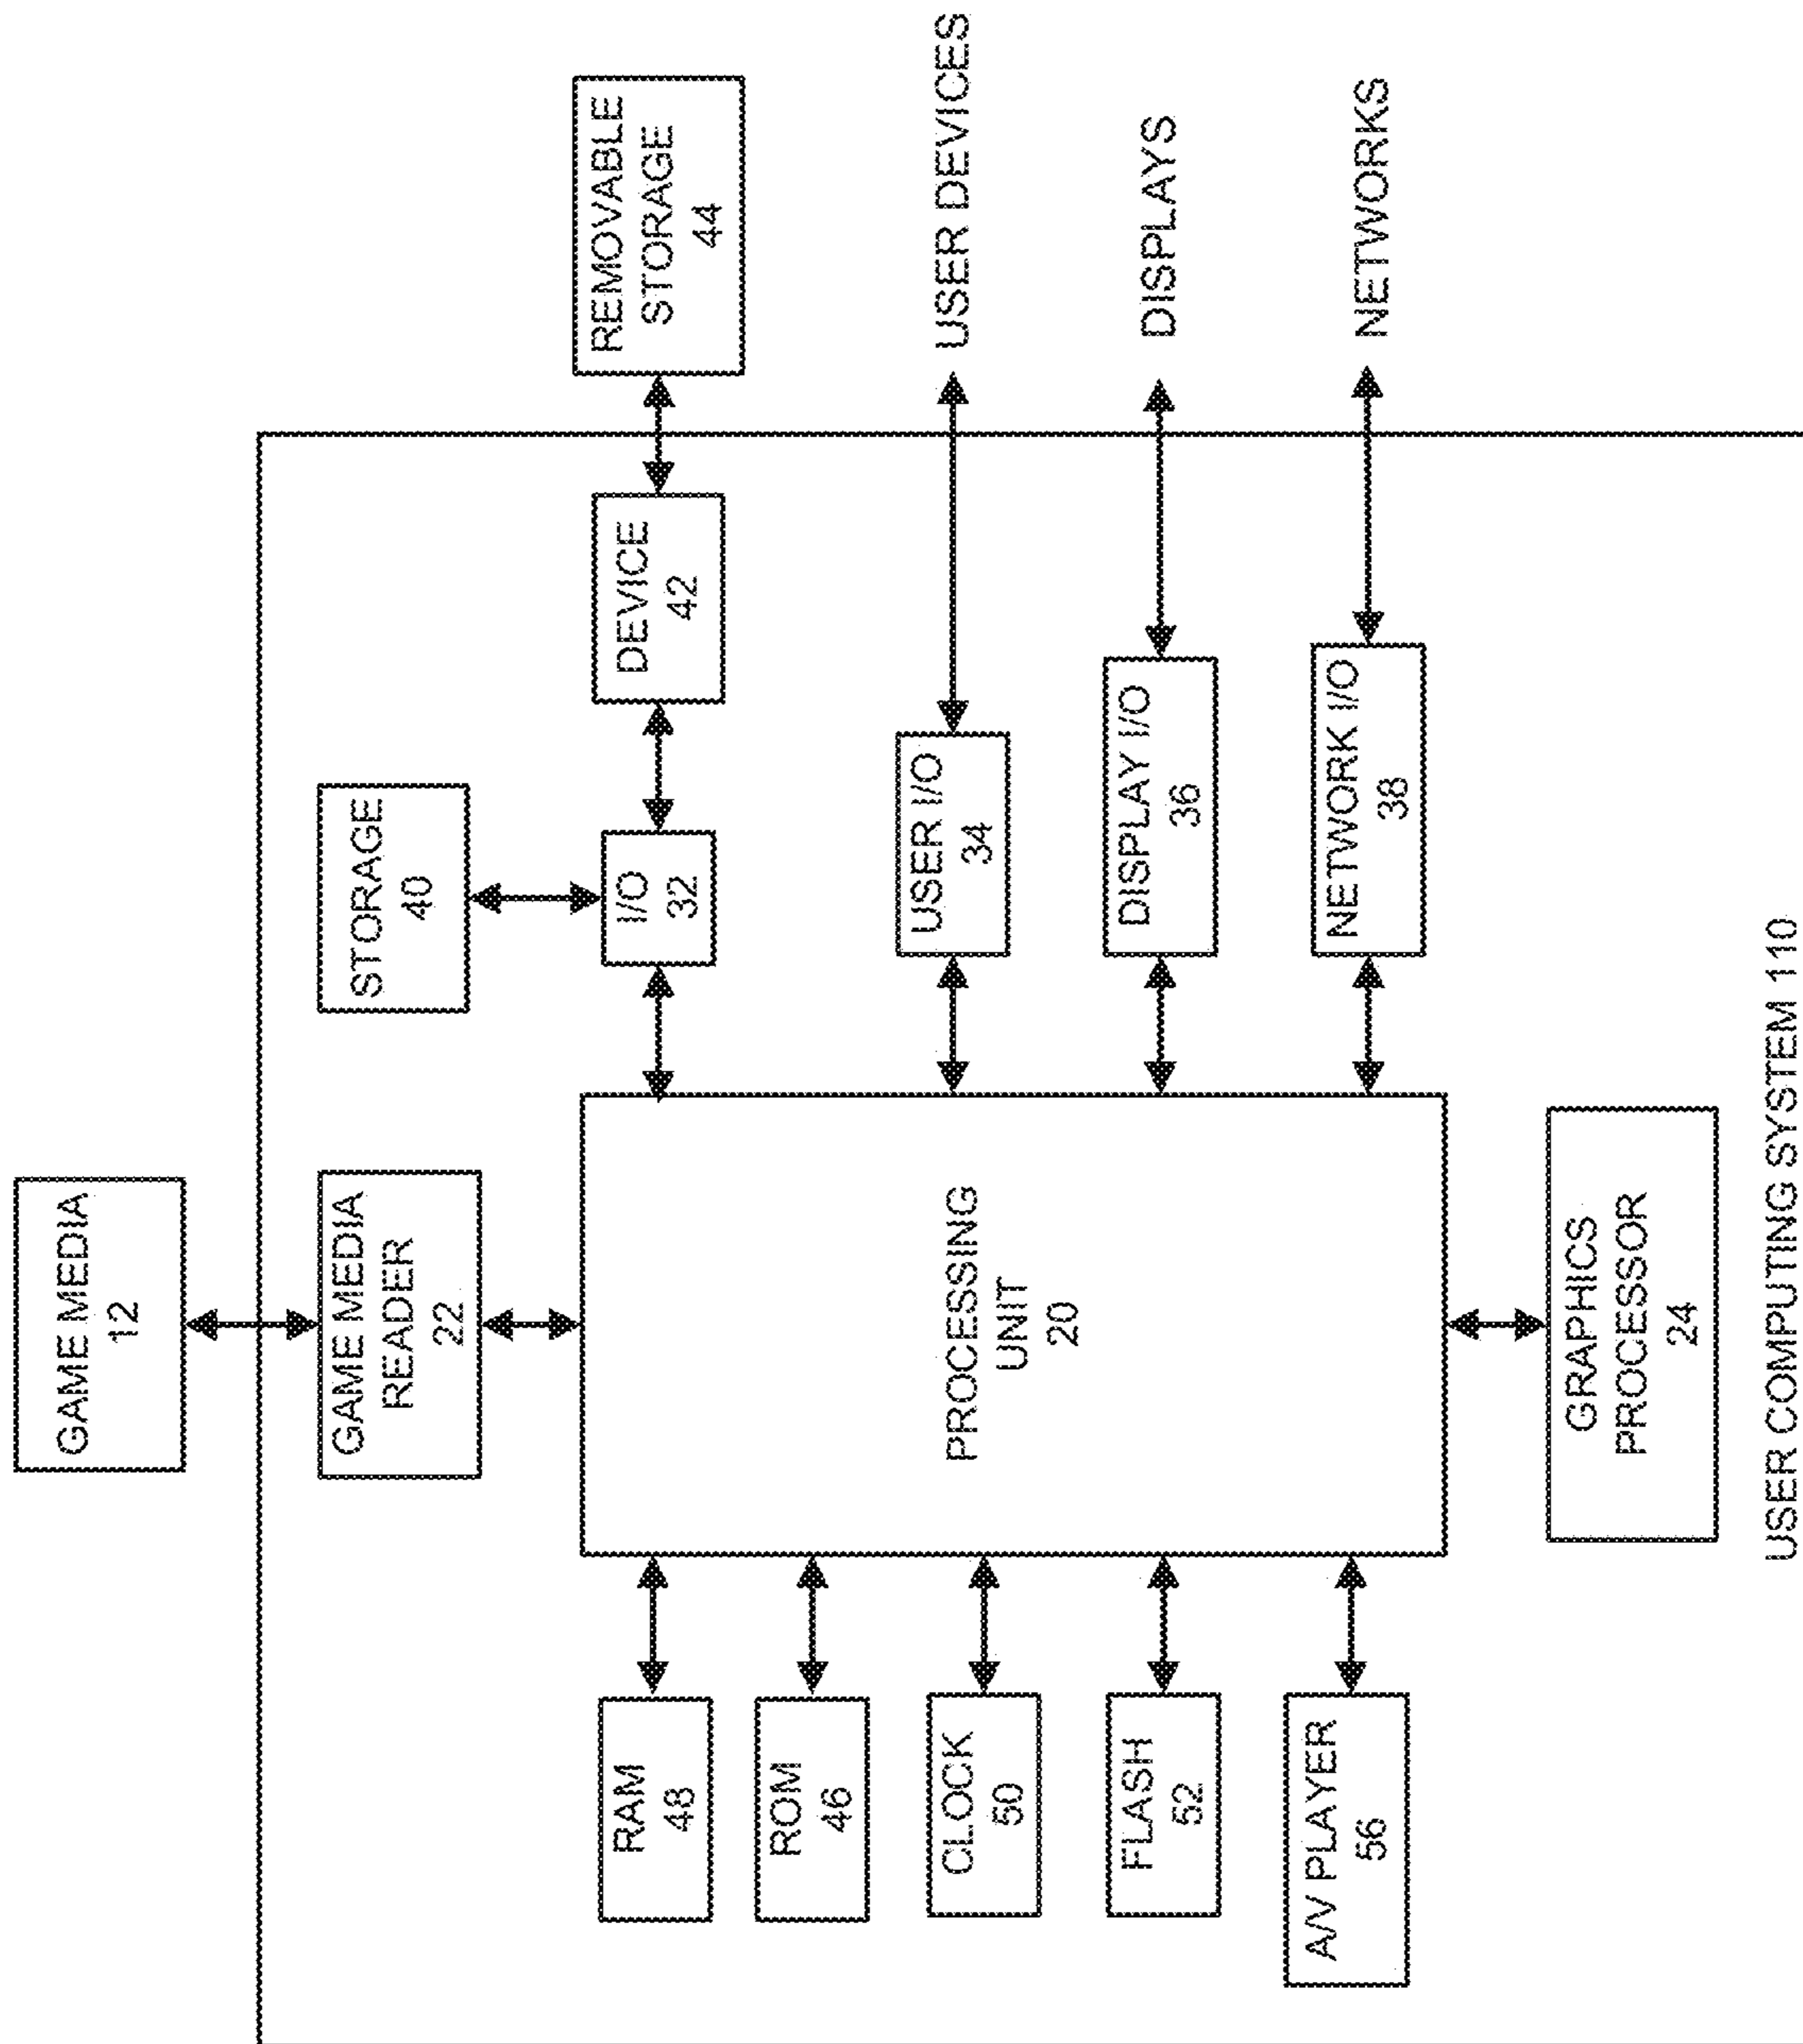 GAME MEDIA
12
GAME MEDIA
READER
22
STORAGE
40
RAM
48
ROM
46
CLOCK
50
FLASH
52
A/V PLAYER
56
PROCESSING
UNIT
20
I/O
32
DEVICE
42
REMOVABLE
STORAGE
44
USER I/O
34
USER DEVICES
DISPLAY I/O
36
DISPLAYS
NETWORK I/O
38
NETWORKS
GRAPHICS
PROCESSOR
24
USER COMPUTING SYSTEM 110